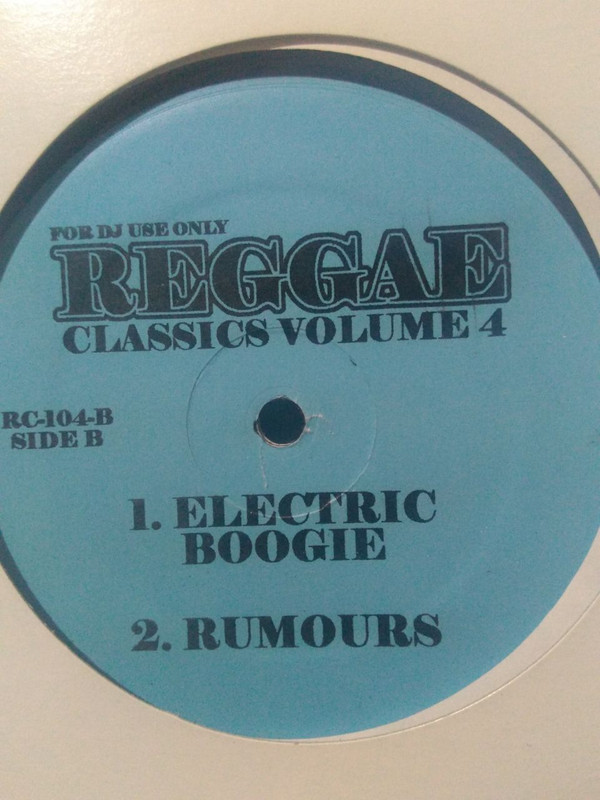 FOR DJ USE ONLY
REGGAE
CLASSICS VOLUME 4
RC-104-B
SIDE B
1. ELECTRIC
BOOGIE
2. RUMOURS